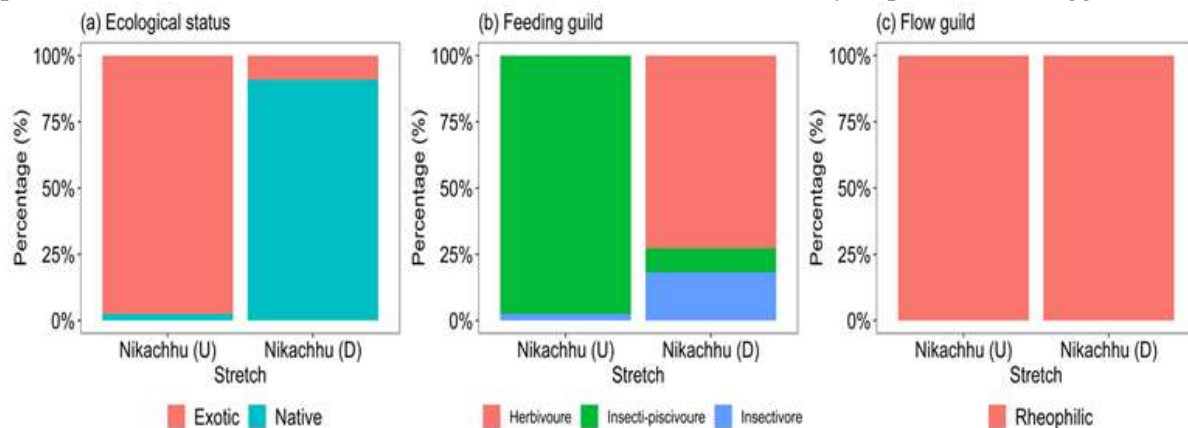 (a) Ecological status
(b) Feeding guild
(c) Flow guild
Percentage (%)
100%
75%
50%
25%
0%
Nikachhu (U) Nikachhu (D)
Stretch
Exotic Native
Percentage (%)
100%
75%
50%
25%
0%
Nikachhu (U) Nikachhu (D)
Stretch
Herbivoure Insecti-piscivoure Insectivore
Percentage (%)
100%
75%
50%
25%
0%
Nikachhu (U) Nikachhu (D)
Stretch
Rheophilic